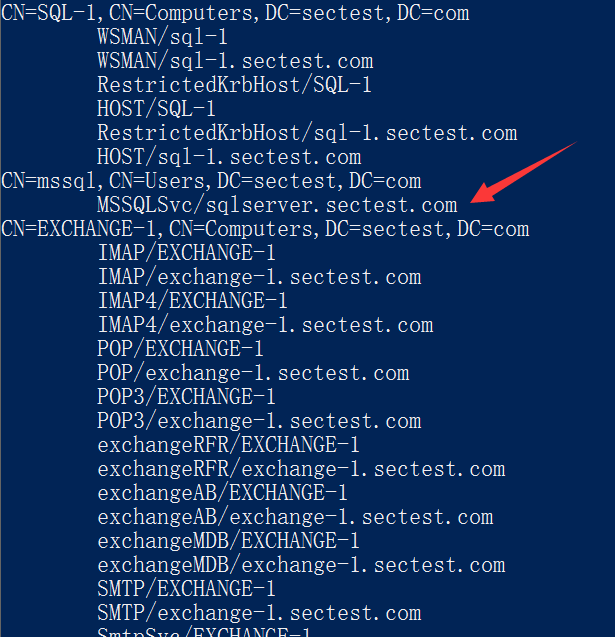 CN=SQL-1,CN=Computers,DC=sectest,DC=com
WSMAN/sql-1
WSMAN/sql-1.sectest.com
RestrictedKrbHost/SQL-1
HOST/SQL-1
RestrictedKrbHost/sql-1.sectest.com
HOST/sql-1.sectest.com
CN=mssql,CN=Users,DC=sectest,DC=com
MSSQLSvc/sqlserver.sectest.com
CN=EXCHANGE-1,CN=Computers,DC=sectest,DC=com
IMAP/EXCHANGE-1
IMAP/exchange-1.sectest.com
IMAP4/EXCHANGE-1
IMAP4/exchange-1.sectest.com
POP/EXCHANGE-1
POP/exchange-1.sectest.com
POP3/EXCHANGE-1
POP3/exchange-1.sectest.com
exchangeRFR/EXCHANGE-1
exchangeRFR/exchange-1.sectest.com
exchangeAB/EXCHANGE-1
exchangeAB/exchange-1.sectest.com
exchangeMDB/EXCHANGE-1
exchangeMDB/exchange-1.sectest.com
SMTP/EXCHANGE-1
SMTP/exchange-1.sectest.com
SmtpSvc/EXCHANGE-1